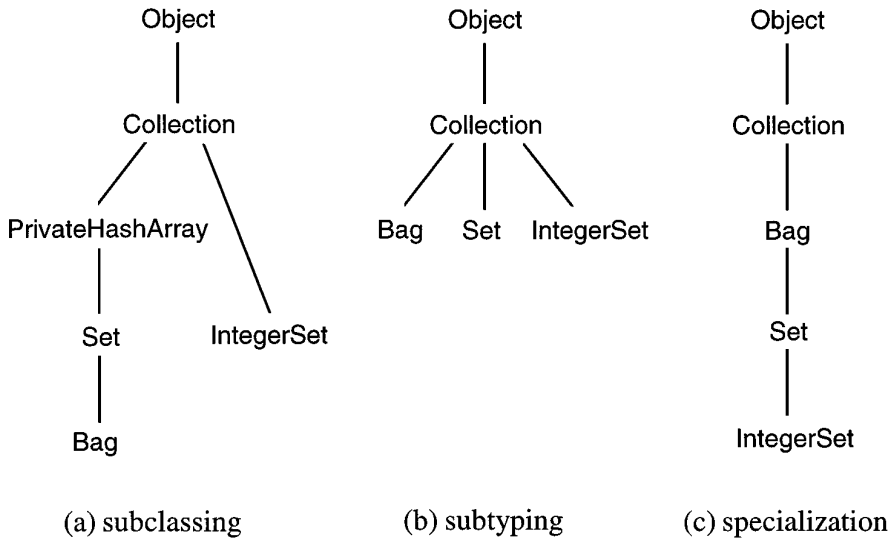 Object
Collection
PrivateHashArray
Set
IntegerSet
Bag
(a) subclassing
Object
Collection
Bag
Set
IntegerSet
(b) subtyping
Object
Collection
Bag
Set
IntegerSet
(c) specialization